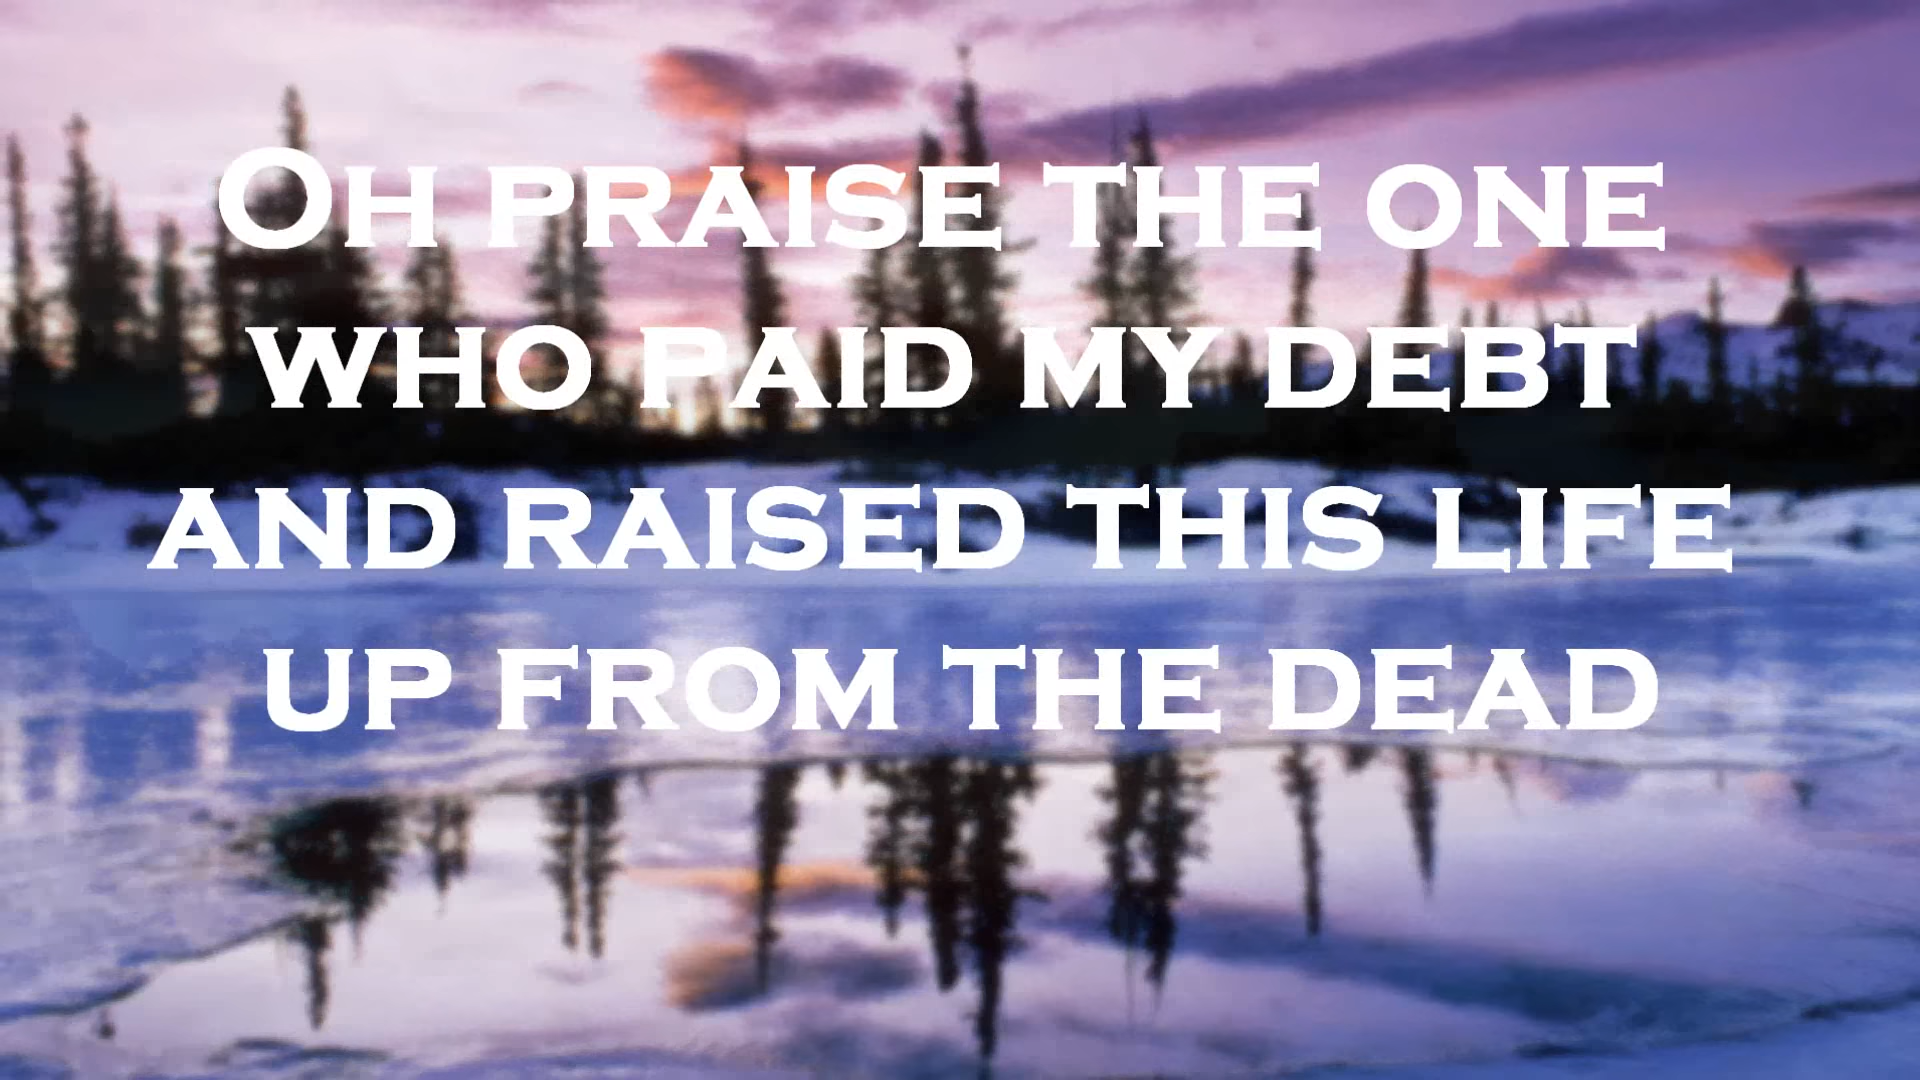 Oh praise the one
who paid my debt
and raised this life
up from the dead